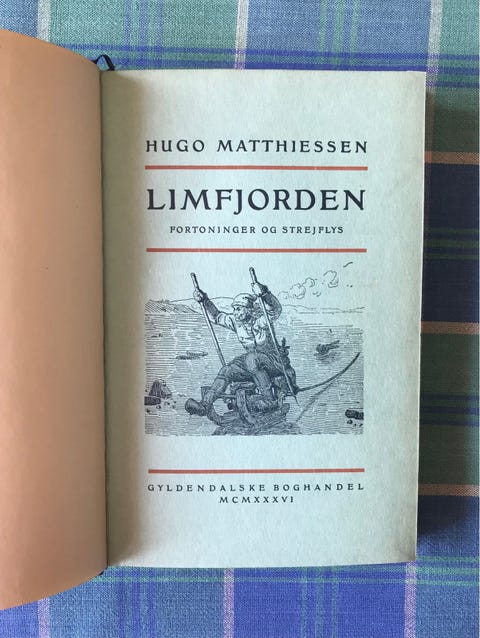 HUGO MATTHIESSEN
LIMFJORDEN
FORTONINGER OG STREJFLYS
GYLDENDALSKE BOGHANDEL
MCMXXXVI